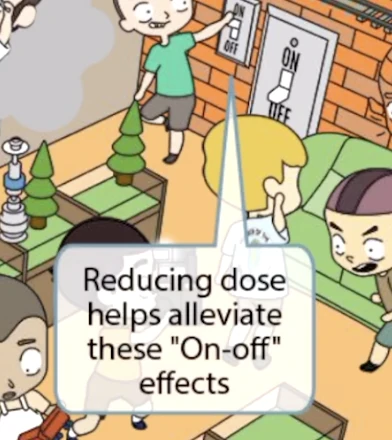 ON
OFF
ON
OFF
Reducing dose
helps alleviate
these "On-off"
effects